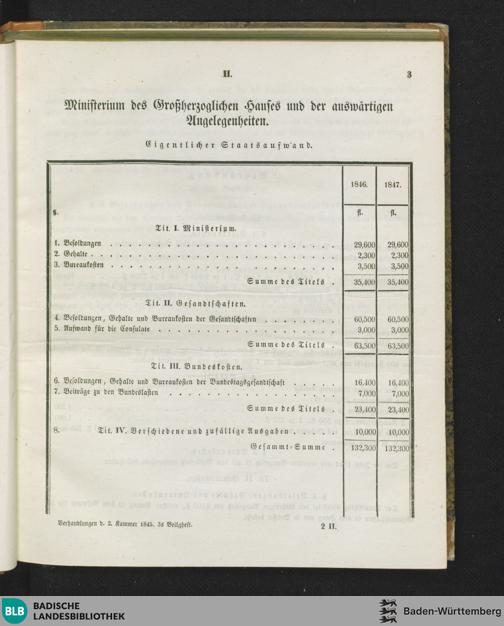 II. 3
Ministerium des Großherzoglichen Hauses und der auswärtigen
Angelegenheiten.
Eigentlicher Staatsaufwand.
1846. 1847.
§. fl. fl.
Tit. I. Ministerium.
1. Besoldungen . . . 29,600 29,600
2. Gehalte . . . 2,300 2,300
3. Bureaukosten . . . 3,500 3,500
Summe des Titels . 35,400 35,400
Tit. II. Gesandtschaften.
4. Besoldungen, Gehalte und Bureaukosten der Gesandtschaften . . . 60,500 60,500
5. Aufwand für die Consulate . . . 3,000 3,000
Summe des Titels . 63,500 63,500
Tit. III. Bundeskosten.
6. Besoldungen, Gehalte und Bureaukosten der Bundestagsgesandtschaft . . . 16,400 16,400
7. Beiträge zu den Bundeslasten . . . 7,000 7,000
Summe des Titels . 23,400 23,400
8. Tit. IV. Verschiedene und zufällige Ausgaben . . . 10,000 10,000
Gesammt-Summe . 132,300 132,300
Verhandlungen d. 2. Kammer 1845. 3s Beilgheft. 2 II.
BLB BADISCHE
LANDESBIBLIOTHEK
Baden-Württemberg